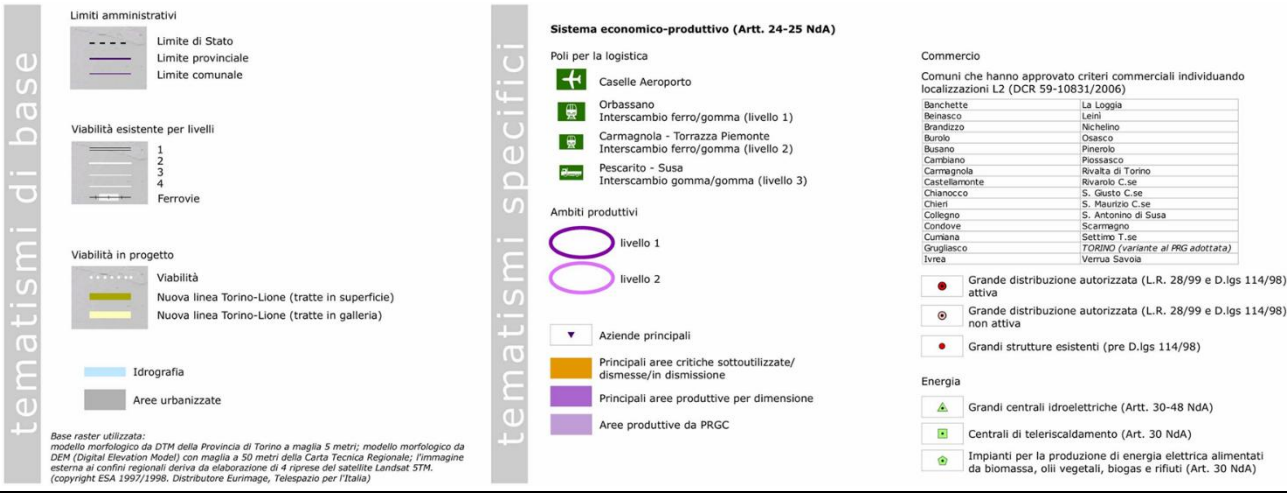 tematismi di base
Limiti amministrativi
Limite di Stato
Limite provinciale
Limite comunale
Viabilità esistente per livelli
1
2
3
4
Ferrovie
Viabilità in progetto
Viabilità
Nuova linea Torino-Lione (tratte in superficie)
Nuova linea Torino-Lione (tratte in galleria)
Idrografia
Aree urbanizzate
Base raster utilizzata:
modello morfologico da DTM della Provincia di Torino a maglia 5 metri; modello morfologico da
DEM (Digital Elevation Model) con maglia a 50 metri della Carta Tecnica Regionale; l'immagine
esterna ai confini regionali deriva da elaborazione di 4 riprese del satellite Landsat 5TM.
(copyright ESA 1997/1998. Distributore Eurimage, Telespazio per l'Italia)
tematismi specifici
Sistema economico-produttivo (Artt. 24-25 NdA)
Poli per la logistica
Caselle Aeroporto
Orbassano
Interscambio ferro/gomma (livello 1)
Carmagnola - Torrazza Piemonte
Interscambio ferro/gomma (livello 2)
Pescarito - Susa
Interscambio gomma/gomma (livello 3)
Ambiti produttivi
livello 1
livello 2
Aziende principali
Principali aree critiche sottoutilizzate/
dismesse/in dismissione
Principali aree produttive per dimensione
Aree produttive da PRGC
Commercio
Comuni che hanno approvato criteri commerciali individuando
localizzazioni L2 (DCR 59-10831/2006)
Banchette La Loggia
Beinasco Leinì
Brandizzo Nichelino
Burolo Osasco
Busano Pinerolo
Cambiano Piossasco
Carmagnola Rivalta di Torino
Castellamonte Rivarolo C.se
Chianocco S. Giusto C.se
Chieri S. Maurizio C.se
Collegno S. Antonino di Susa
Condove Scarmagno
Cumiana Settimo T.se
Grugliasco TORINO (variante al PRG adottata)
Ivrea Verrua Savoia
Grande distribuzione autorizzata (L.R. 28/99 e D.lgs 114/98)
attiva
Grande distribuzione autorizzata (L.R. 28/99 e D.lgs 114/98)
non attiva
Grandi strutture esistenti (pre D.lgs 114/98)
Energia
Grandi centrali idroelettriche (Artt. 30-48 NdA)
Centrali di teleriscaldamento (Art. 30 NdA)
Impianti per la produzione di energia elettrica alimentati
da biomassa, olii vegetali, biogas e rifiuti (Art. 30 NdA)